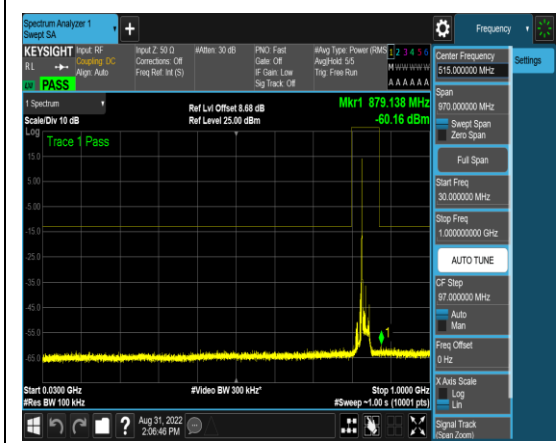 Spectrum Analyzer 1
Swept SA
Frequency
KEYSIGHT
RL
PASS
Input: RF
Coupling: DC
Align: Auto
Input Z: 50 Ω
Corrections: Off
Freq Ref: Int (S)
#Atten: 30 dB
PNO: Fast
Gate: Off
IF Gain: Low
Sig Track: Off
#Avg Type: Power (RMS
Avg|Hold: 5/5
Trig: Free Run
1 2 3 4 5 6
M W W W W W
A A A A A A
1 Spectrum
Scale/Div 10 dB
Ref Lvl Offset 8.68 dB
Ref Level 25.00 dBm
Mkr1 879.138 MHz
-60.16 dBm
Log
Trace 1 Pass
15.0
5.00
-5.00
-15.0
-25.0
-35.0
-45.0
-55.0
-65.0
1
Start 0.0300 GHz
#Res BW 100 kHz
#Video BW 300 kHz*
Stop 1.0000 GHz
#Sweep ~1.00 s (10001 pts)
Aug 31, 2022
2:06:46 PM
Center Frequency
515.000000 MHz
Settings
Span
970.000000 MHz
Swept Span
Zero Span
Full Span
Start Freq
30.000000 MHz
Stop Freq
1.000000000 GHz
AUTO TUNE
CF Step
97.000000 MHz
Auto
Man
Freq Offset
0 Hz
X Axis Scale
Log
Lin
Signal Track
(Span Zoom)